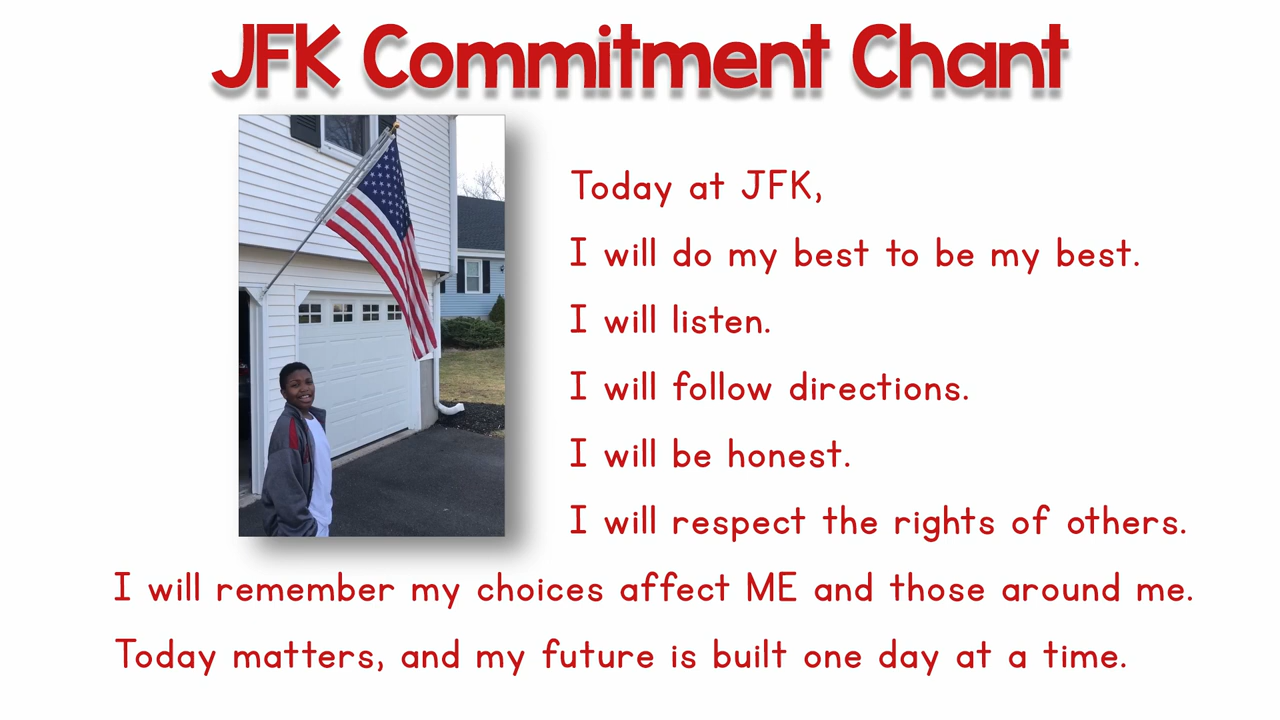 JFK Commitment Chant
Today at JFK,
I will do my best to be my best.
I will listen.
I will follow directions.
I will be honest.
I will respect the rights of others.
I will remember my choices affect ME and those around me.
Today matters, and my future is built one day at a time.